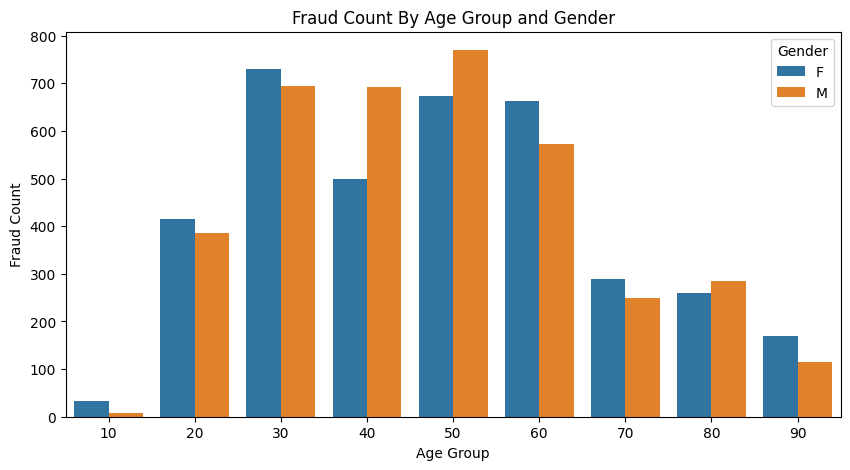 Fraud Count By Age Group and Gender
Gender
F
M
Fraud Count
800
700
600
500
400
300
200
100
0
10 20 30 40 50 60 70 80 90
Age Group